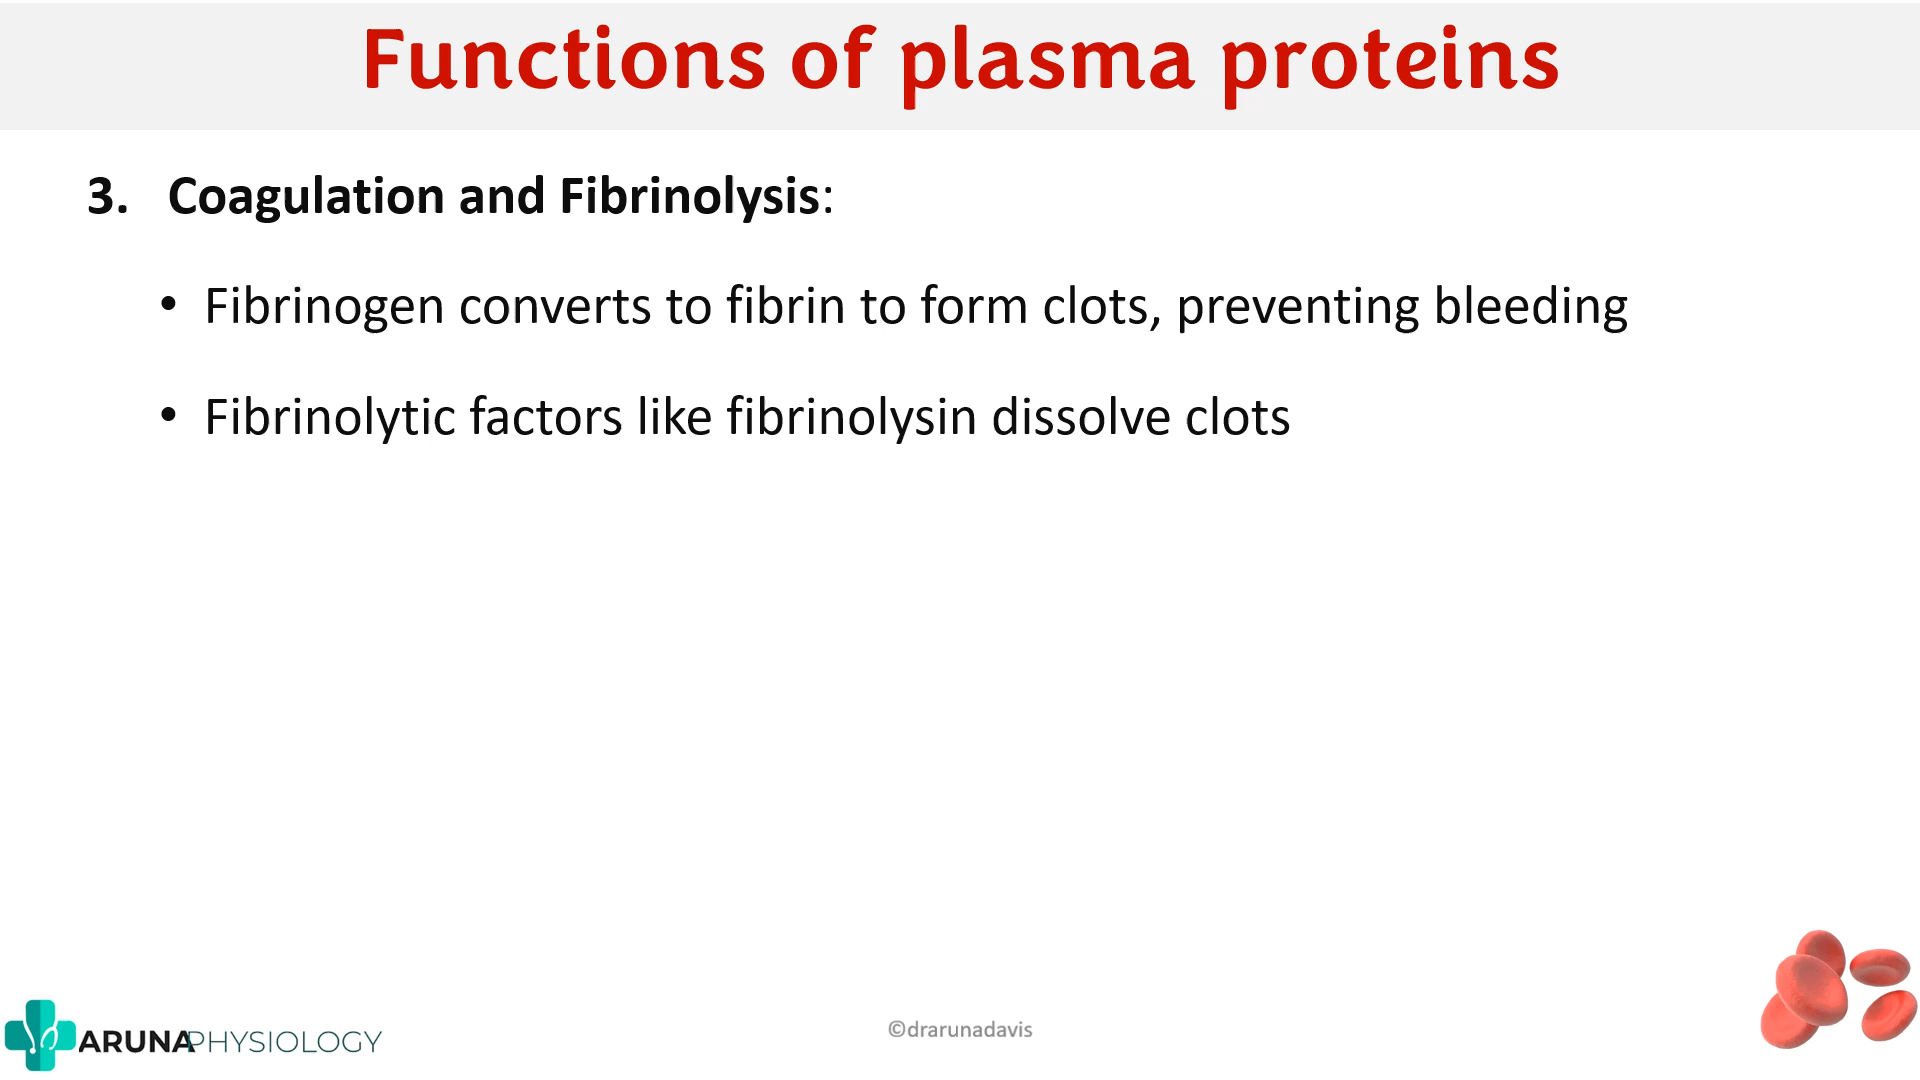 Functions of plasma proteins
3. Coagulation and Fibrinolysis:
• Fibrinogen converts to fibrin to form clots, preventing bleeding
• Fibrinolytic factors like fibrinolysin dissolve clots
ARUNAPHYSIOLOGY
©drarunadavis